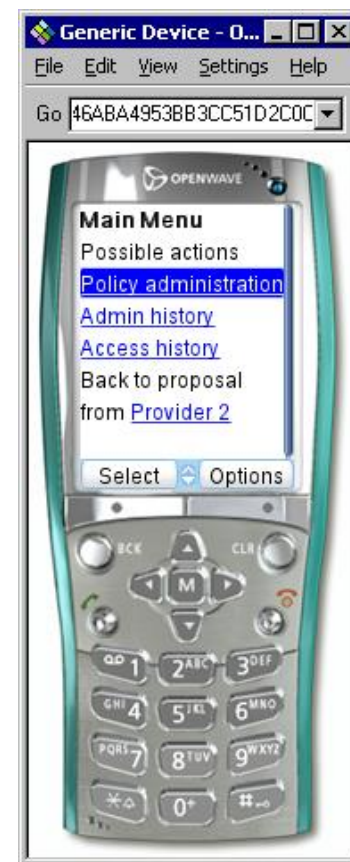 Generic Device - O...
File Edit View Settings Help
Go 46ABA4953BB3CC51D2C0C
OPENWAVE
Main Menu
Possible actions
Policy administration
Admin history
Access history
Back to proposal
from Provider 2
Select Options
BCK CLR
M
1 2ABC 3DEF
GHI4 5JKL 6MNO
PQRS7 8TUV 9WXYZ
* 0+ #